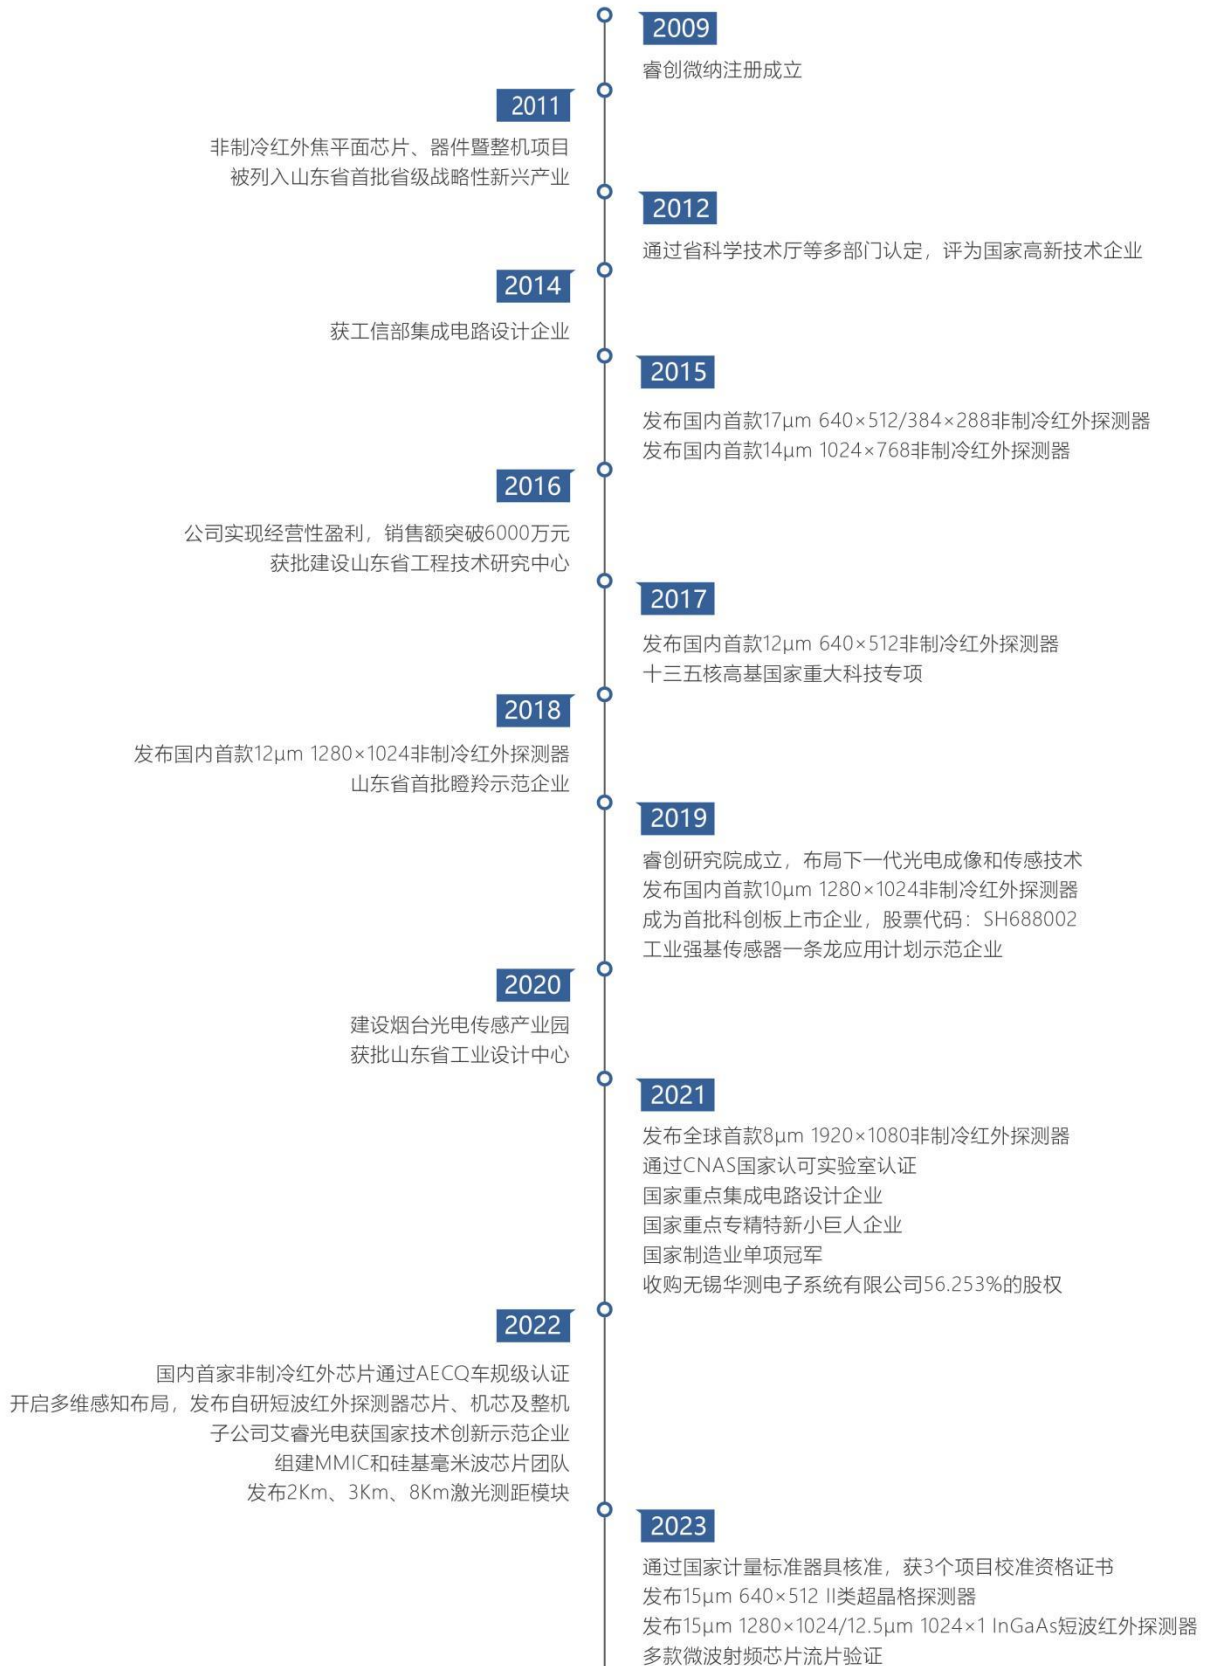 2009
睿创微纳注册成立
2011
非制冷红外焦平面芯片、器件暨整机项目
被列入山东省首批省级战略性新兴产业
2012
通过省科学技术厅等多部门认定，评为国家高新技术企业
2014
获工信部集成电路设计企业
2015
发布国内首款17μm 640×512/384×288非制冷红外探测器
发布国内首款14μm 1024×768非制冷红外探测器
2016
公司实现经营性盈利，销售额突破6000万元
获批建设山东省工程技术研究中心
2017
发布国内首款12μm 640×512非制冷红外探测器
十三五核高基国家重大科技专项
2018
发布国内首款12μm 1280×1024非制冷红外探测器
山东省首批瞪羚示范企业
2019
睿创研究院成立，布局下一代光电成像和传感技术
发布国内首款10μm 1280×1024非制冷红外探测器
成为首批科创板上市企业，股票代码：SH688002
工业强基传感器一条龙应用计划示范企业
2020
建设烟台光电传感产业园
获批山东省工业设计中心
2021
发布全球首款8μm 1920×1080非制冷红外探测器
通过CNAS国家认可实验室认证
国家重点集成电路设计企业
国家重点专精特新小巨人企业
国家制造业单项冠军
收购无锡华测电子系统有限公司56.253%的股权
2022
国内首家非制冷红外芯片通过AECQ车规级认证
开启多维感知布局，发布自研短波红外探测器芯片、机芯及整机
子公司艾睿光电获国家技术创新示范企业
组建MMIC和硅基毫米波芯片团队
发布2Km、3Km、8Km激光测距模块
2023
通过国家计量标准器具核准，获3个项目校准资格证书
发布15μm 640×512 II类超晶格探测器
发布15μm 1280×1024/12.5μm 1024×1 InGaAs短波红外探测器
多款微波射频芯片流片验证